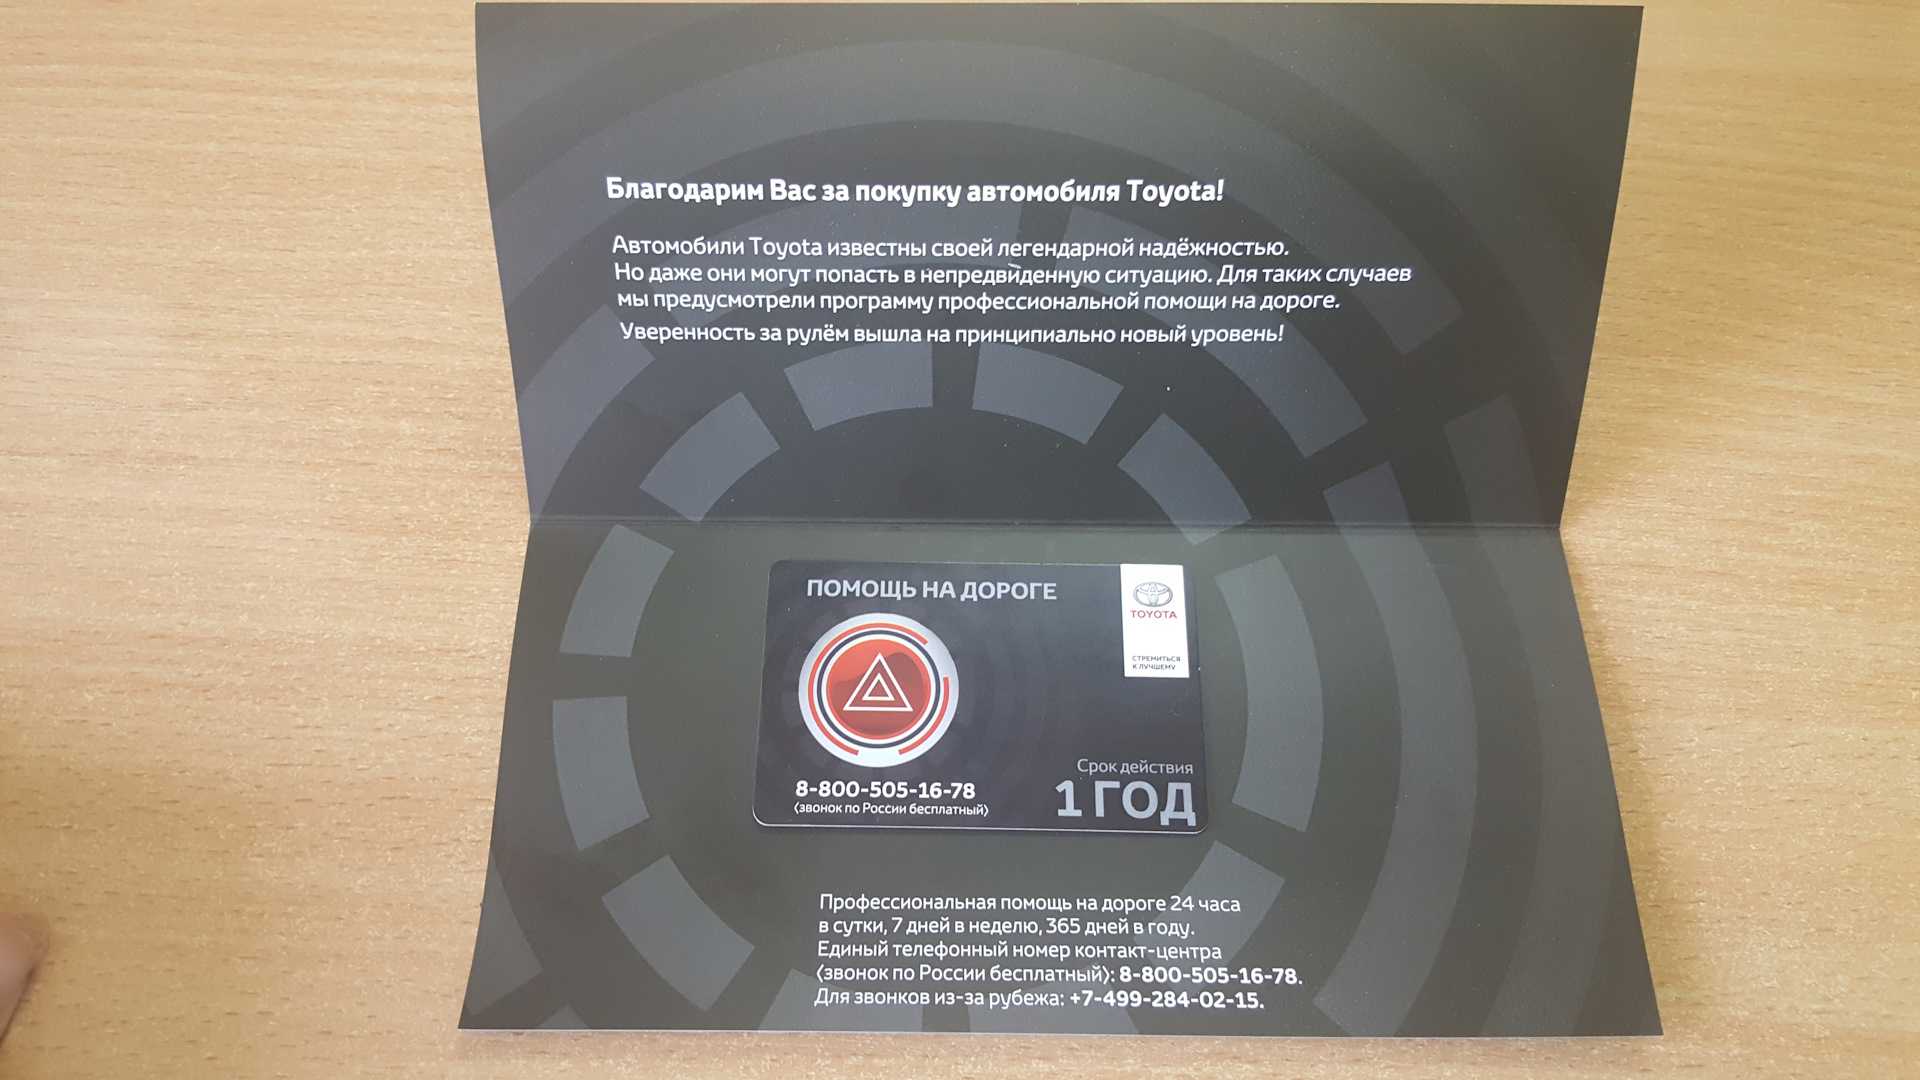 Благодарим Вас за покупку автомобиля Toyota!
Автомобили Toyota известны своей легендарной надёжностью.
Но даже они могут попасть в непредвиденную ситуацию. Для таких случаев
мы предусмотрели программу профессиональной помощи на дороге.
Уверенность за рулём вышла на принципиально новый уровень!
ПОМОЩЬ НА ДОРОГЕ
TOYOTA
СТРЕМИТЬСЯ
К ЛУЧШЕМУ
8-800-505-16-78
(звонок по России бесплатный)
Срок действия
1 ГОД
Профессиональная помощь на дороге 24 часа
в сутки, 7 дней в неделю, 365 дней в году.
Единый телефонный номер контакт-центра
(звонок по России бесплатный): 8-800-505-16-78.
Для звонков из-за рубежа: +7-499-284-02-15.